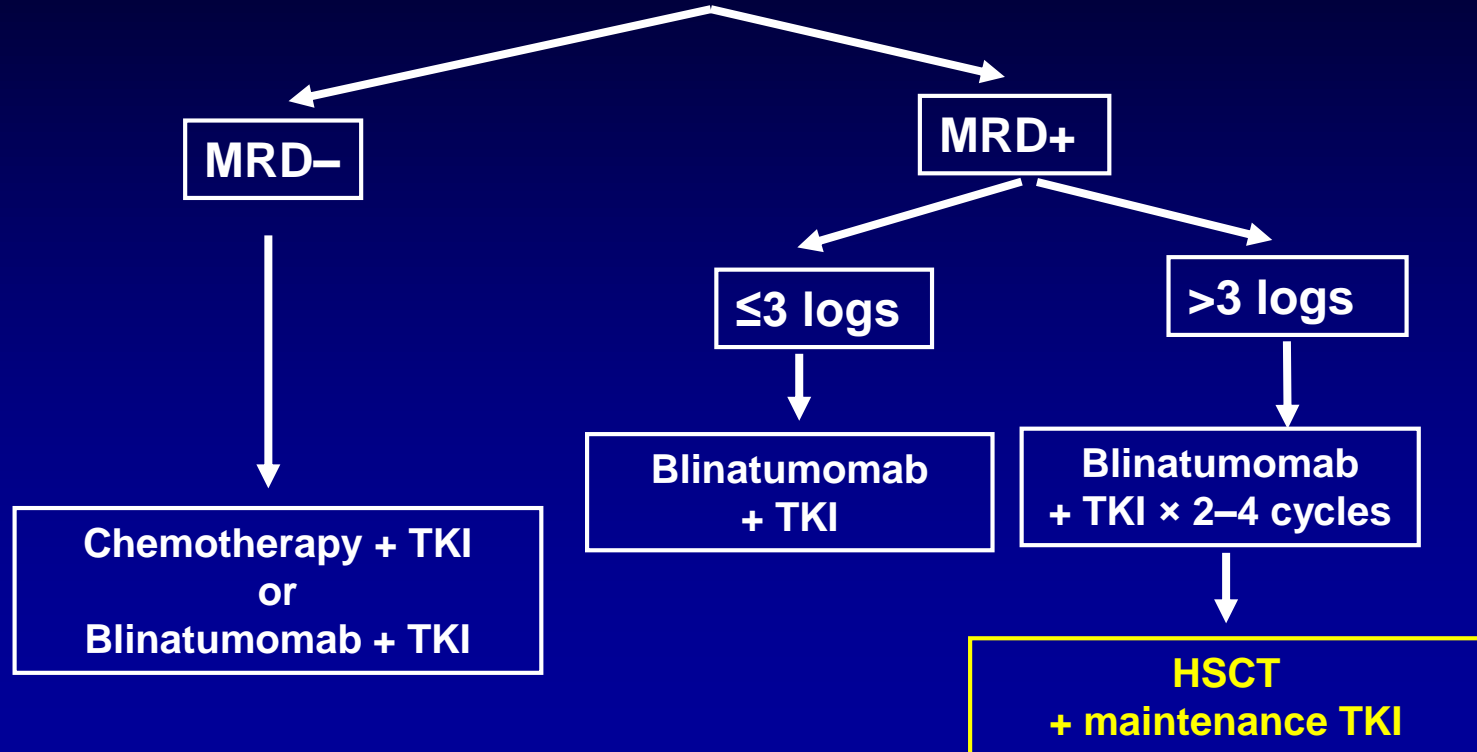 MRD–
MRD+
≤3 logs
>3 logs
Blinatumomab
+ TKI
Blinatumomab
+ TKI × 2–4 cycles
Chemotherapy + TKI
or
Blinatumomab + TKI
HSCT
+ maintenance TKI